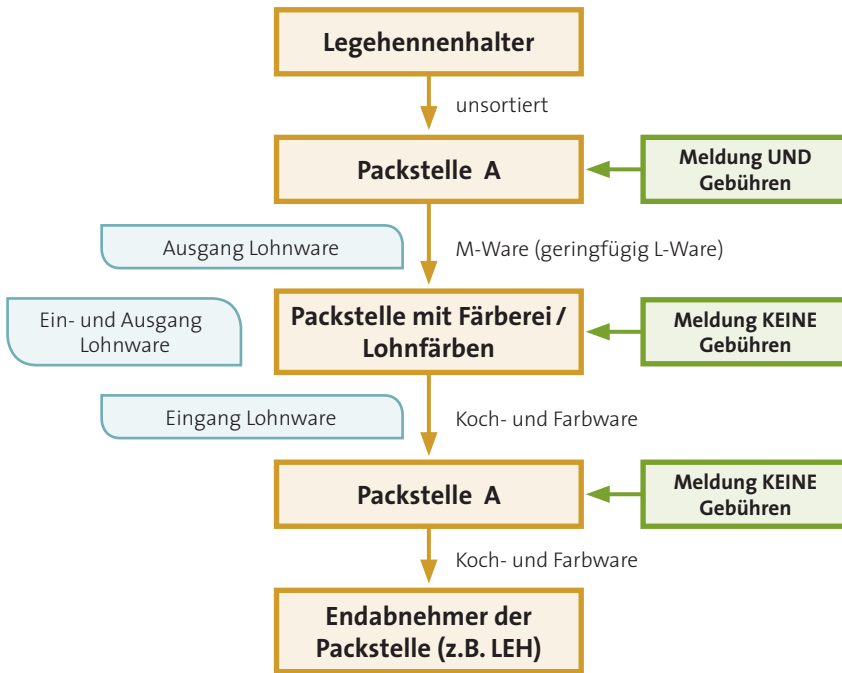 Legehennenhalter
unsortiert
Packstelle A
Meldung UND
Gebühren
Ausgang Lohnware
M-Ware (geringfügig L-Ware)
Ein- und Ausgang
Lohnware
Packstelle mit Färberei /
Lohnfärben
Meldung KEINE
Gebühren
Eingang Lohnware
Koch- und Farbware
Packstelle A
Meldung KEINE
Gebühren
Koch- und Farbware
Endabnehmer der
Packstelle (z.B. LEH)